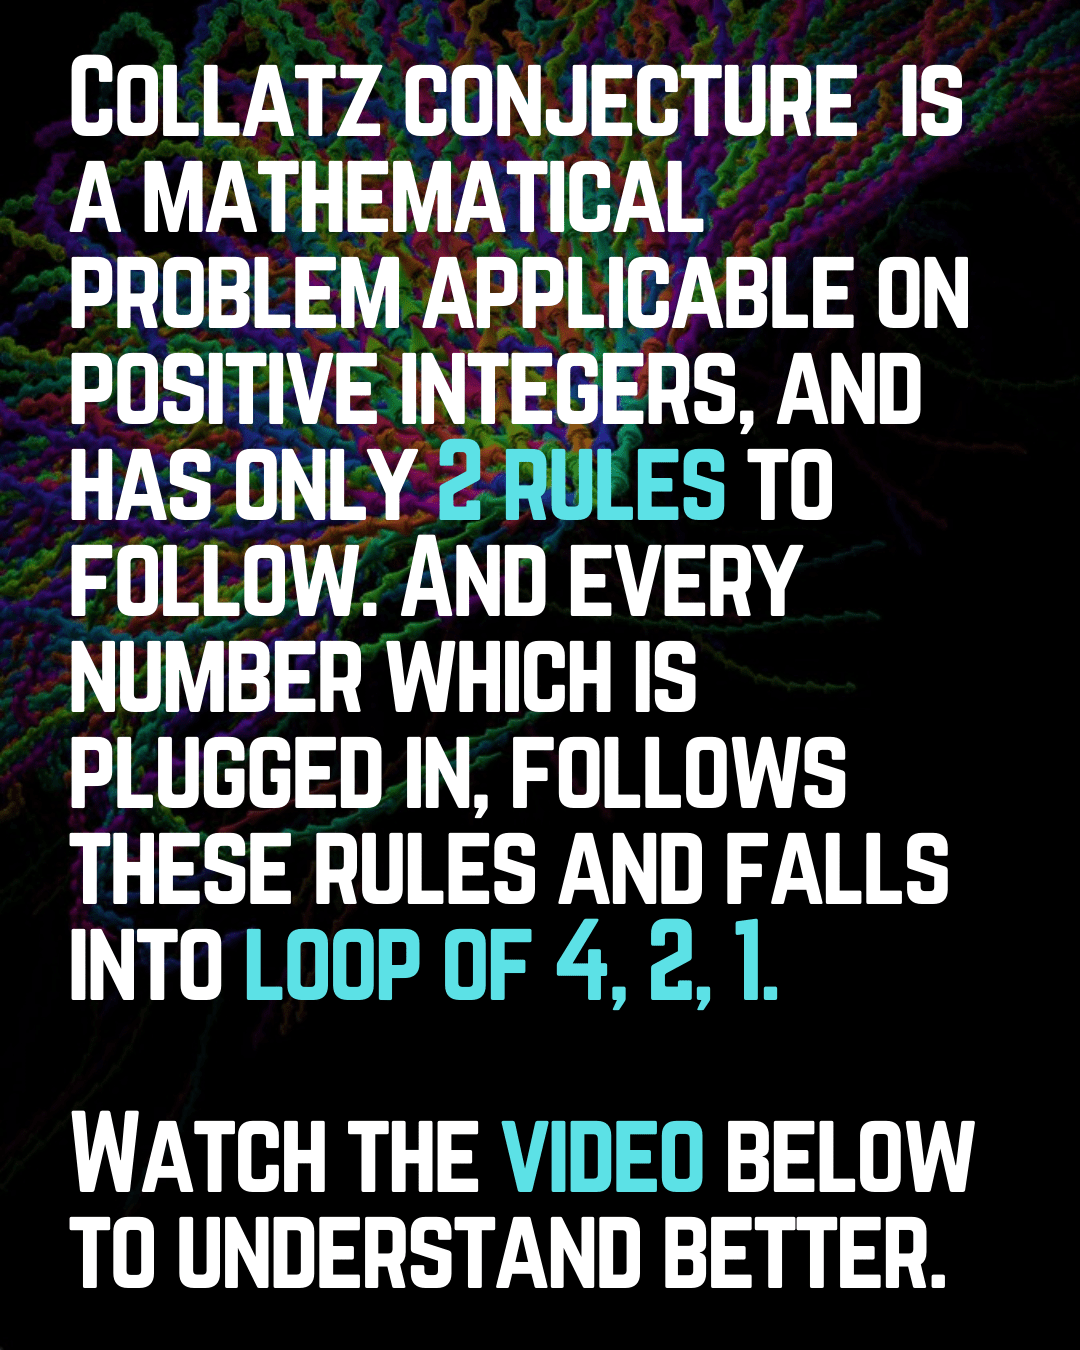 Collatz conjecture is
a mathematical
problem applicable on
positive integers, and
has only 2 rules to
follow. And every
number which is
plugged in, follows
these rules and falls
into loop of 4, 2, 1.
Watch the video below
to understand better.